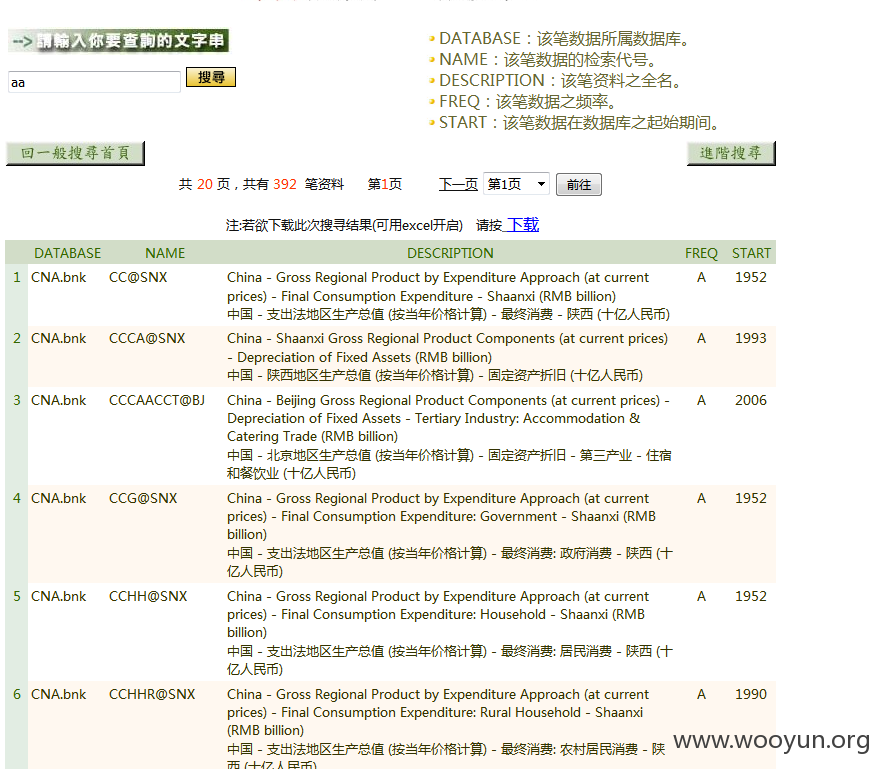 -->請輸入你要查詢的文字串
aa
搜尋
DATABASE：该笔数据所属数据库。
NAME：该笔数据的检索代号。
DESCRIPTION：该笔资料之全名。
FREQ：该笔数据之频率。
START：该笔数据在数据库之起始期间。
回一般搜尋首頁
進階搜尋
共 20 页，共有 392 笔资料 第1页 下一页 第1页 前往
注:若欲下载此次搜寻结果(可用excel开启) 请按 下载
DATABASE NAME DESCRIPTION FREQ START
1 CNA.bnk CC@SNX China - Gross Regional Product by Expenditure Approach (at current A 1952
prices) - Final Consumption Expenditure - Shaanxi (RMB billion)
中国 - 支出法地区生产总值 (按当年价格计算) - 最终消费 - 陕西 (十亿人民币)
2 CNA.bnk CCCA@SNX China - Shaanxi Gross Regional Product Components (at current prices) A 1993
- Depreciation of Fixed Assets (RMB billion)
中国 - 陕西地区生产总值 (按当年价格计算) - 固定资产折旧 (十亿人民币)
3 CNA.bnk CCCAACCT@BJ China - Beijing Gross Regional Product Components (at current prices) - A 2006
Depreciation of Fixed Assets - Tertiary Industry: Accommodation &
Catering Trade (RMB billion)
中国 - 北京地区生产总值 (按当年价格计算) - 固定资产折旧 - 第三产业 - 住宿
和餐饮业 (十亿人民币)
4 CNA.bnk CCG@SNX China - Gross Regional Product by Expenditure Approach (at current A 1952
prices) - Final Consumption Expenditure: Government - Shaanxi (RMB
billion)
中国 - 支出法地区生产总值 (按当年价格计算) - 最终消费: 政府消费 - 陕西 (十
亿人民币)
5 CNA.bnk CCHH@SNX China - Gross Regional Product by Expenditure Approach (at current A 1952
prices) - Final Consumption Expenditure: Household - Shaanxi (RMB
billion)
中国 - 支出法地区生产总值 (按当年价格计算) - 最终消费: 居民消费 - 陕西 (十
亿人民币)
6 CNA.bnk CCHHR@SNX China - Gross Regional Product by Expenditure Approach (at current A 1990
prices) - Final Consumption Expenditure: Rural Household - Shaanxi
(RMB billion)
中国 - 支出法地区生产总值 (按当年价格计算) - 最终消费: 农村居民消费 - 陕
西 (十亿人民币)
www.wooyun.org